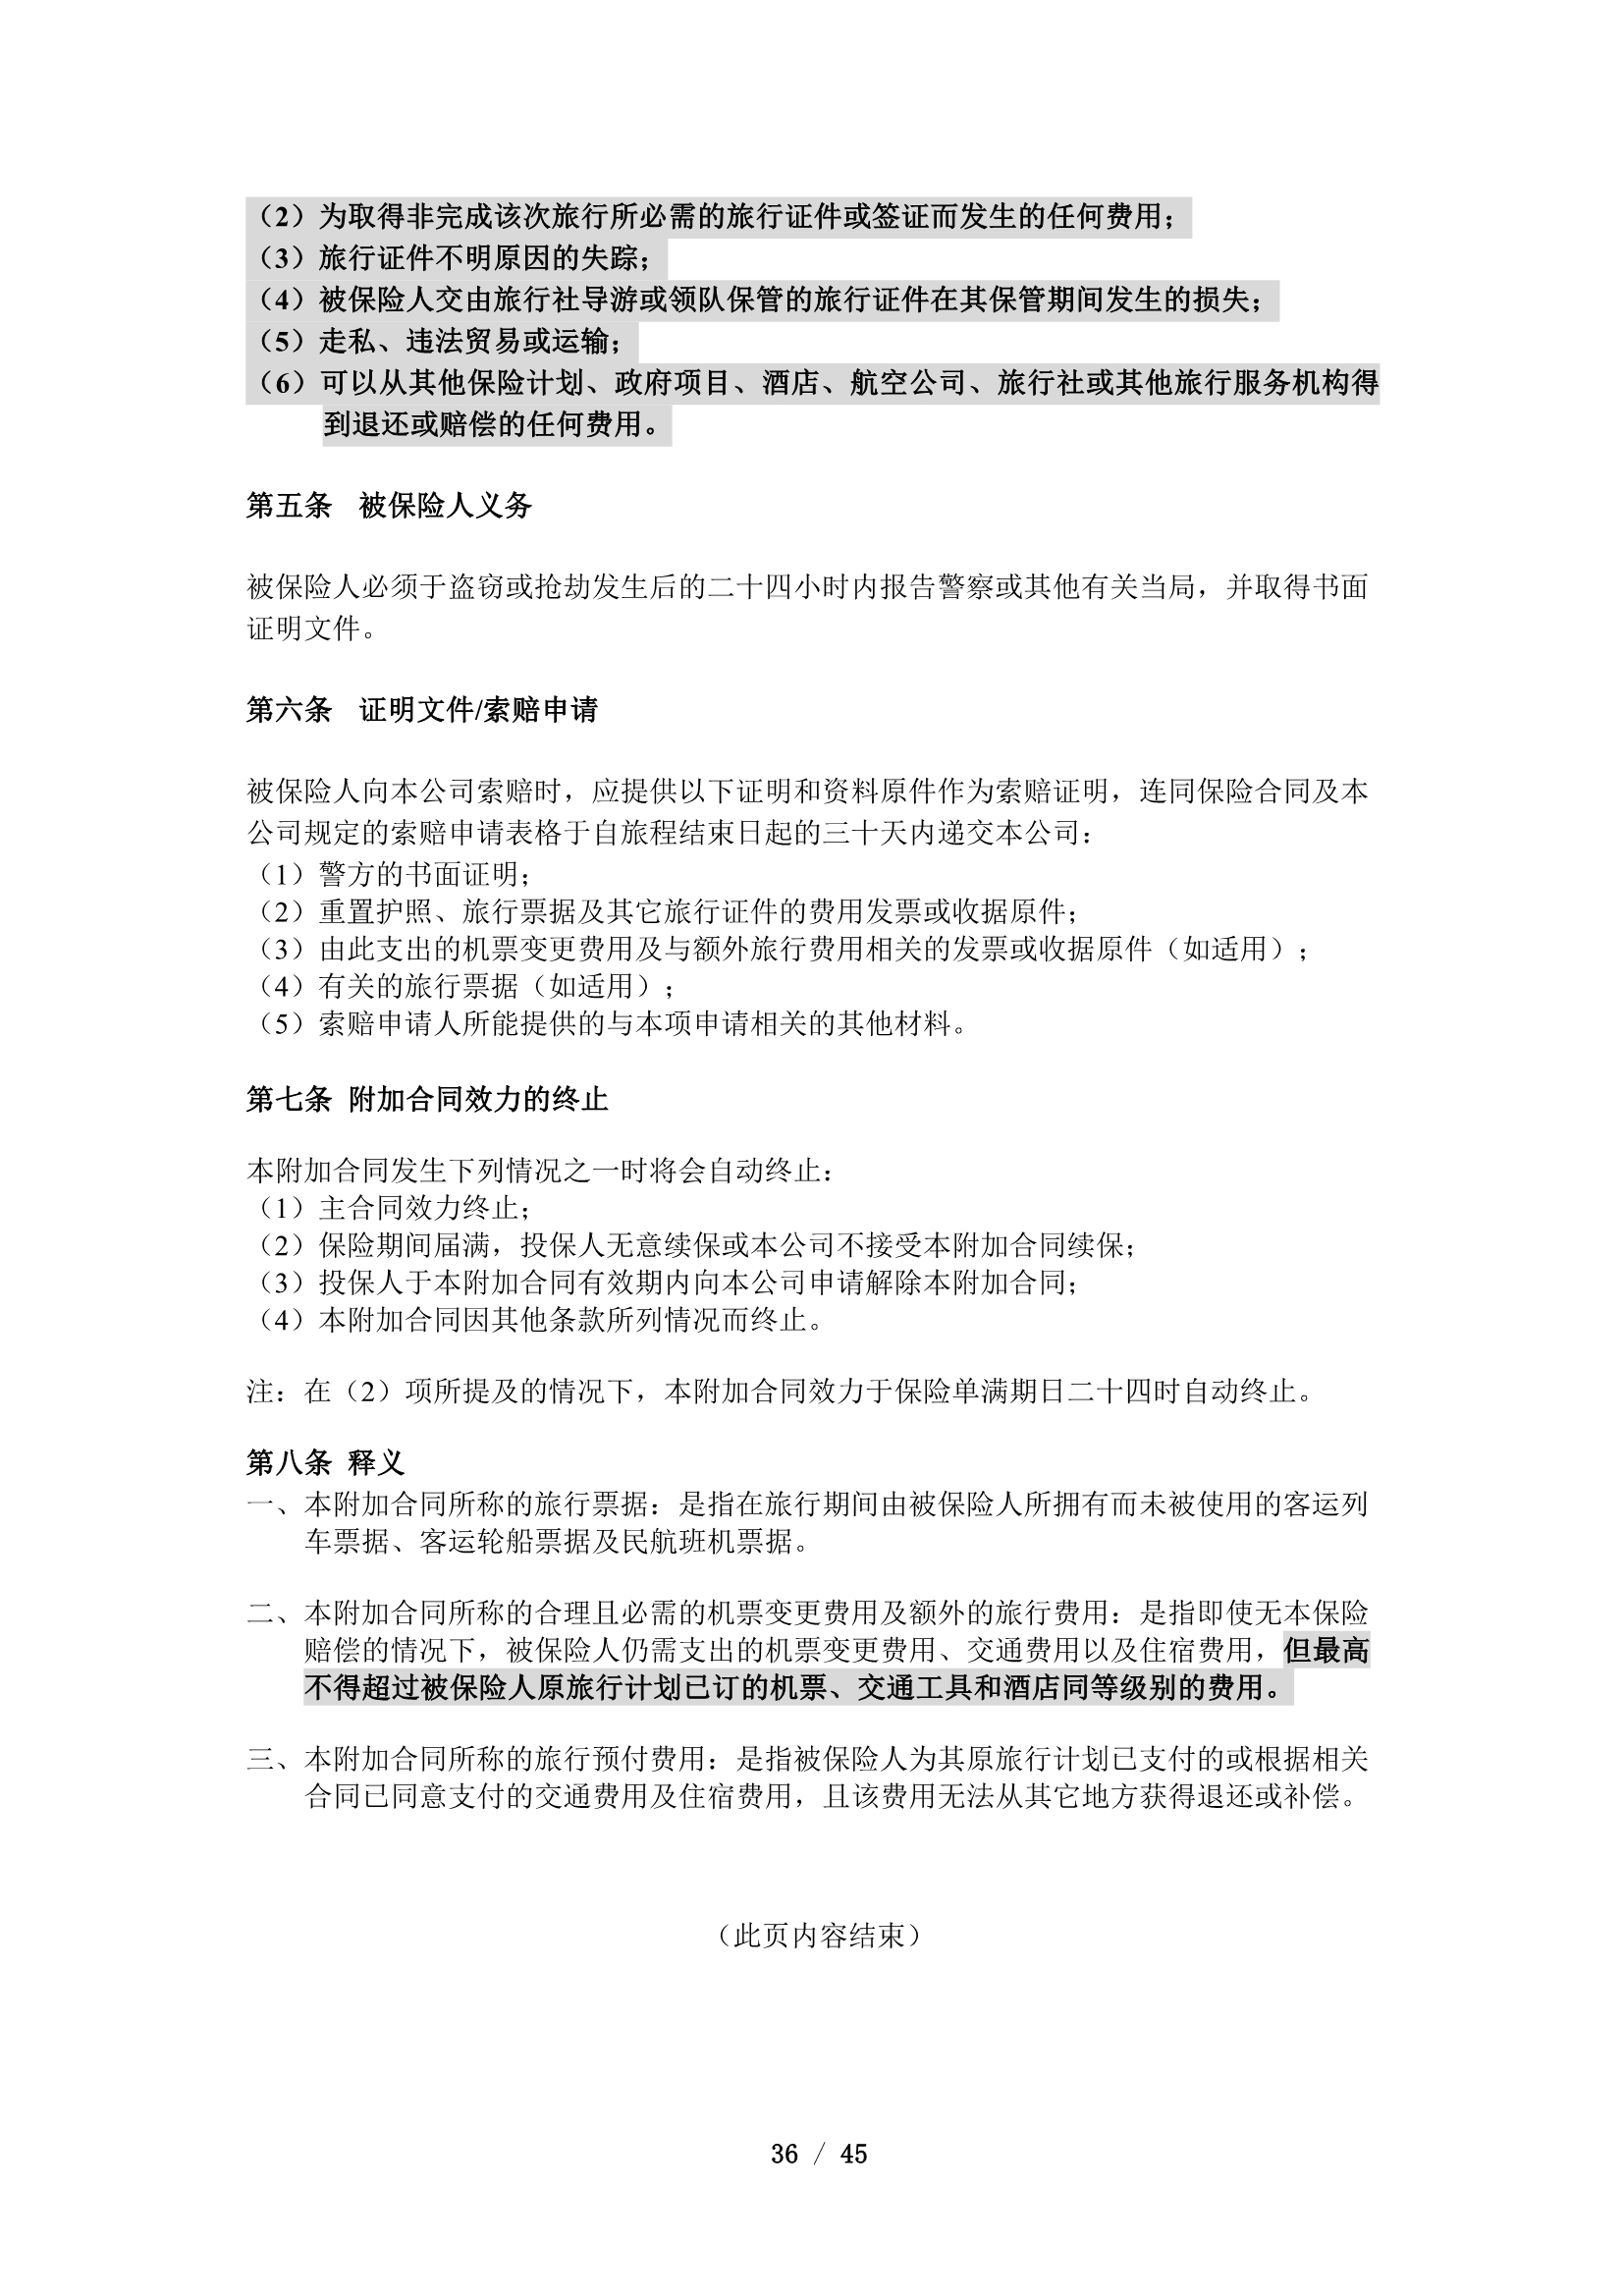 （2）为取得非完成该次旅行所必需的旅行证件或签证而发生的任何费用；
（3）旅行证件不明原因的失踪；
（4）被保险人交由旅行社导游或领队保管的旅行证件在其保管期间发生的损失；
（5）走私、违法贸易或运输；
（6）可以从其他保险计划、政府项目、酒店、航空公司、旅行社或其他旅行服务机构得
到退还或赔偿的任何费用。
第五条 被保险人义务
被保险人必须于盗窃或抢劫发生后的二十四小时内报告警察或其他有关当局，并取得书面
证明文件。
第六条 证明文件/索赔申请
被保险人向本公司索赔时，应提供以下证明和资料原件作为索赔证明，连同保险合同及本
公司规定的索赔申请表格于自旅程结束日起的三十天内递交本公司：
（1）警方的书面证明；
（2）重置护照、旅行票据及其它旅行证件的费用发票或收据原件；
（3）由此支出的机票变更费用及与额外旅行费用相关的发票或收据原件（如适用）；
（4）有关的旅行票据（如适用）；
（5）索赔申请人所能提供的与本项申请相关的其他材料。
第七条 附加合同效力的终止
本附加合同发生下列情况之一时将会自动终止：
（1）主合同效力终止；
（2）保险期间届满，投保人无意续保或本公司不接受本附加合同续保；
（3）投保人于本附加合同有效期内向本公司申请解除本附加合同；
（4）本附加合同因其他条款所列情况而终止。
注：在（2）项所提及的情况下，本附加合同效力于保险单满期日二十四时自动终止。
第八条 释义
一、本附加合同所称的旅行票据：是指在旅行期间由被保险人所拥有而未被使用的客运列
车票据、客运轮船票据及民航班机票据。
二、本附加合同所称的合理且必需的机票变更费用及额外的旅行费用：是指即使无本保险
赔偿的情况下，被保险人仍需支出的机票变更费用、交通费用以及住宿费用，但最高
不得超过被保险人原旅行计划已订的机票、交通工具和酒店同等级别的费用。
三、本附加合同所称的旅行预付费用：是指被保险人为其原旅行计划已支付的或根据相关
合同已同意支付的交通费用及住宿费用，且该费用无法从其它地方获得退还或补偿。
（此页内容结束）
36 / 45